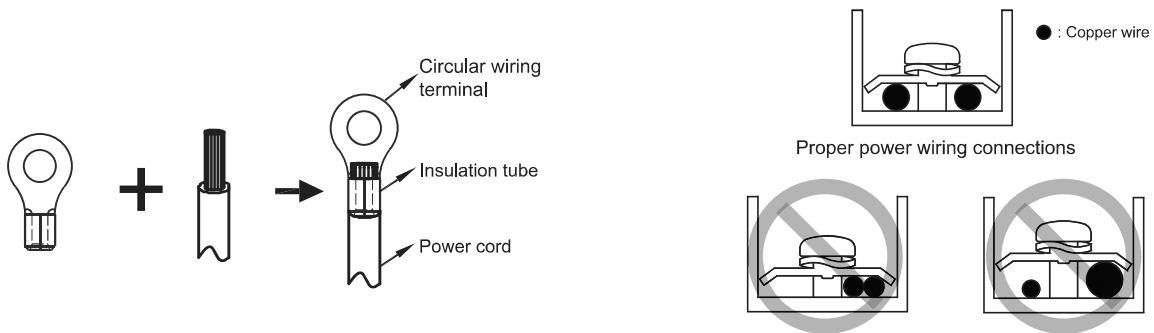 Circular wiring
terminal
Insulation tube
Power cord
: Copper wire
Proper power wiring connections